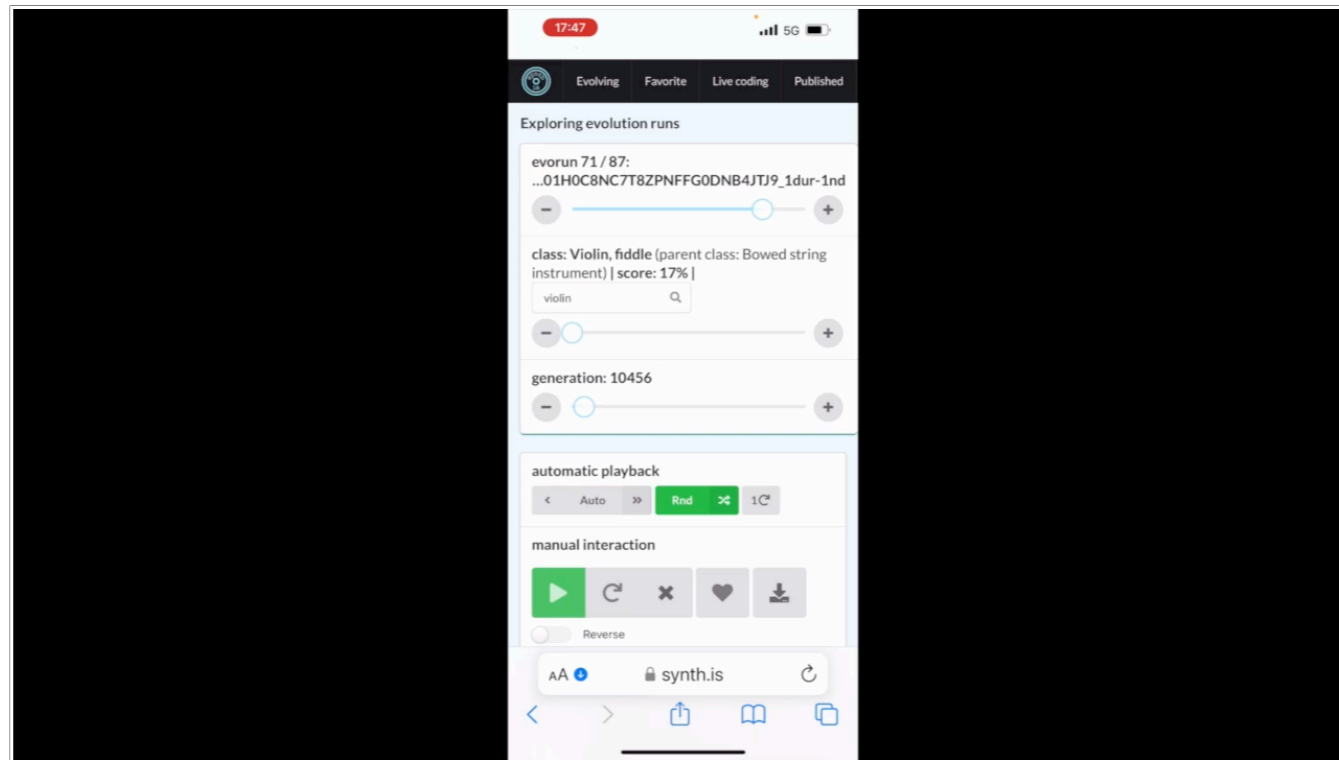 17:47 5G
Evolving Favorite Live coding Published
Exploring evolution runs
evorun 71 / 87:
...01H0C8NC7T8ZPNFFG0DNB4JTJ9_1dur-1nd
class: Violin, fiddle (parent class: Bowed string
instrument) | score: 17% |
violin
generation: 10456
automatic playback
Auto Rnd 1
manual interaction
Reverse
AA synth.is